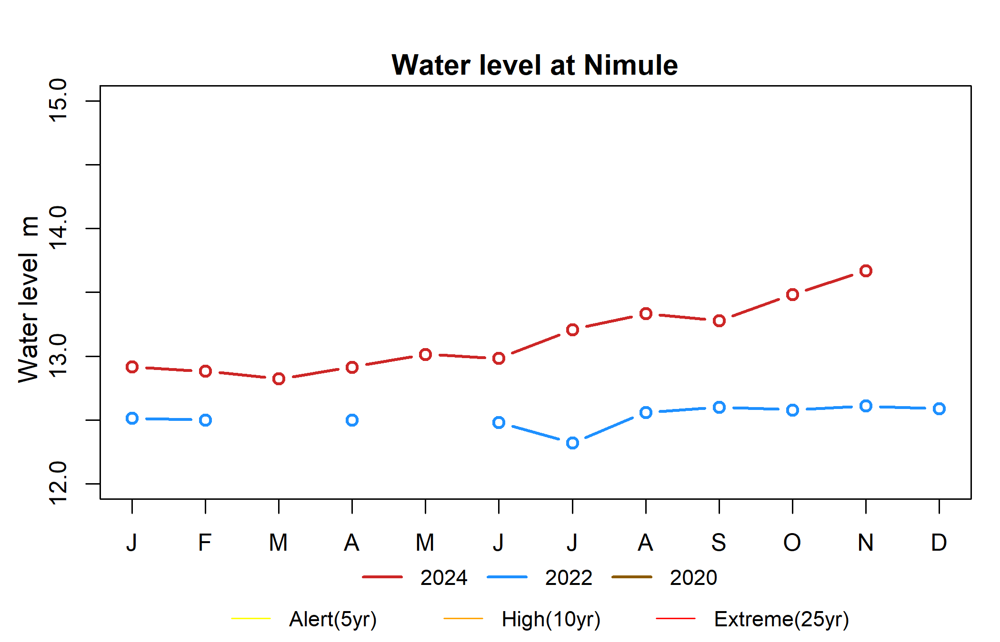 Water level at Nimule
Water level  m
15.0
14.0
13.0
12.0
J F M A M J J A S O N D
2024 2022 2020
Alert(5yr) High(10yr) Extreme(25yr)